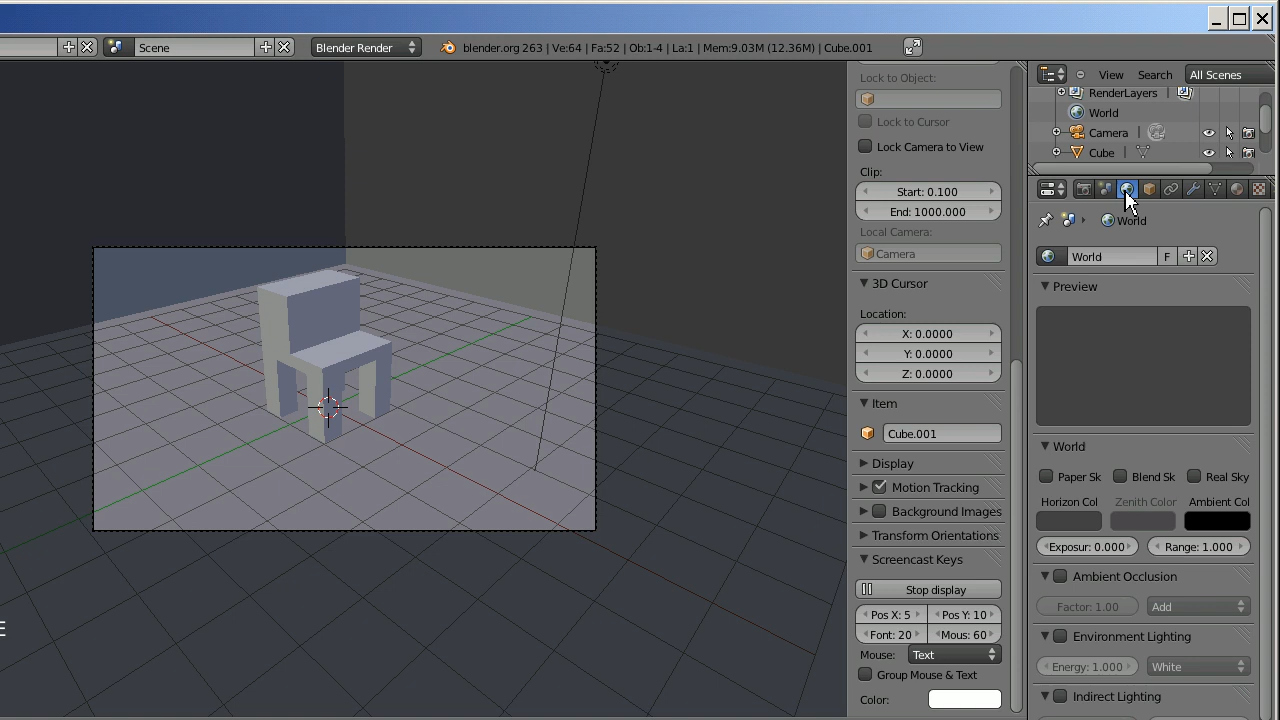 Scene
Blender Render
blender.org 263 | Ve:64 | Fa:52 | Ob:1-4 | La:1 | Mem:9.03M (12.36M) | Cube.001
Lock to Object:
Lock to Cursor
Lock Camera to View
Clip:
Start: 0.100
End: 1000.000
Local Camera:
Camera
3D Cursor
Location:
X: 0.0000
Y: 0.0000
Z: 0.0000
Item
Cube.001
Display
Motion Tracking
Background Images
Transform Orientations
Screencast Keys
Stop display
Pos X: 5 Pos Y: 10
Font: 20 Mous: 60
Mouse: Text
Group Mouse & Text
Color:
View Search All Scenes
RenderLayers |
World
Camera |
Cube |
World
World F
Preview
World
Paper Sk Blend Sk Real Sky
Horizon Col Zenith Color Ambient Col
Exposur: 0.000 Range: 1.000
Ambient Occlusion
Factor: 1.00 Add
Environment Lighting
Energy: 1.000 White
Indirect Lighting
E